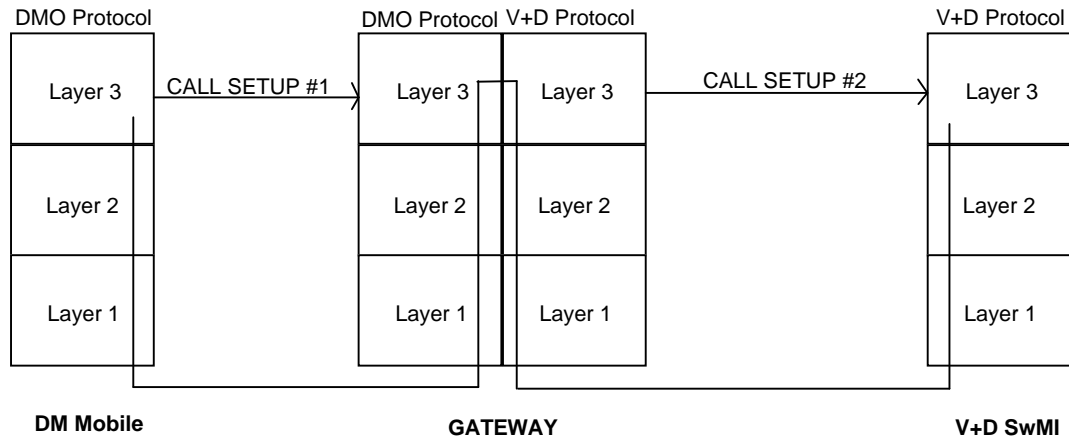 DMO Protocol
DMO Protocol
V+D Protocol
V+D Protocol
Layer 3
CALL SETUP #1
Layer 3
Layer 3
CALL SETUP #2
Layer 3
Layer 2
Layer 2
Layer 2
Layer 2
Layer 1
Layer 1
Layer 1
Layer 1
DM Mobile
GATEWAY
V+D SwMI